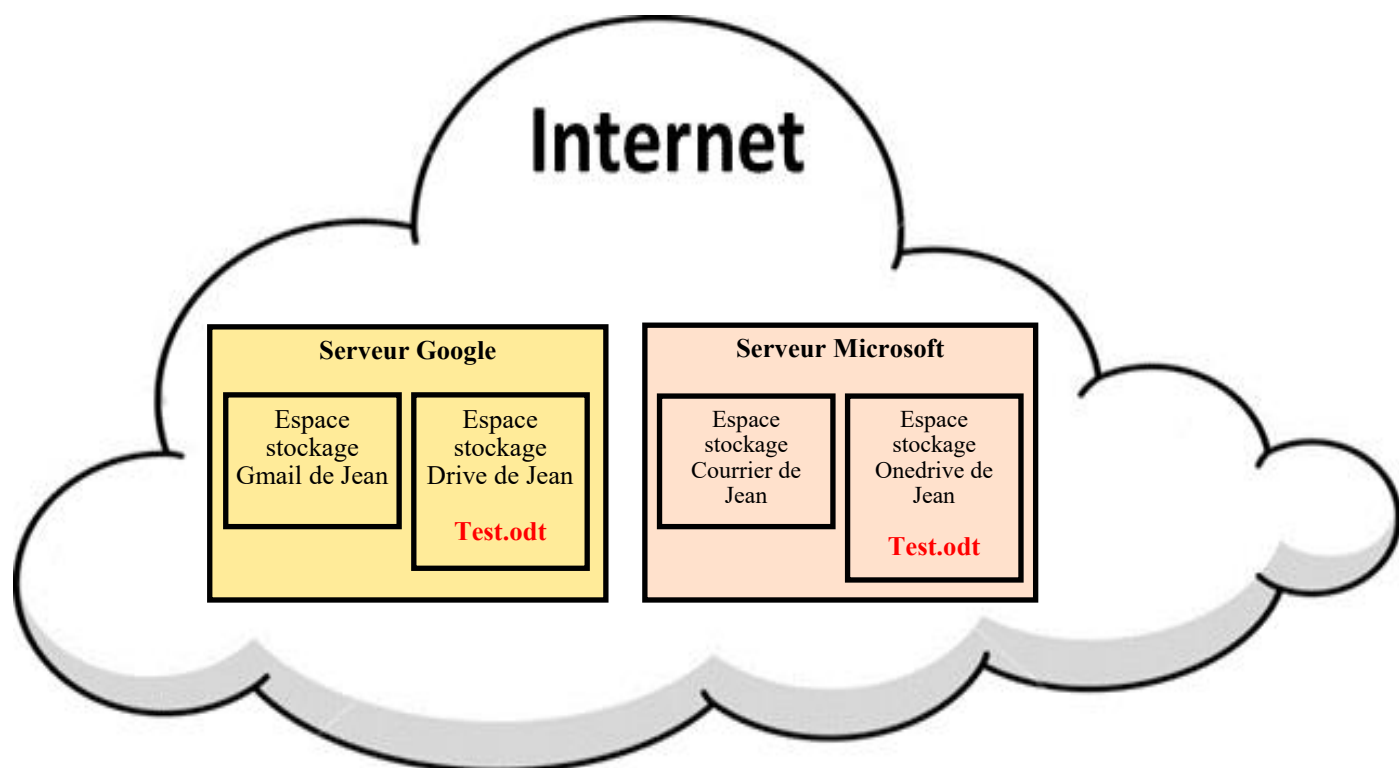 Internet
Serveur Google
Espace
stockage
Gmail de Jean
Espace
stockage
Drive de Jean
Test.odt
Serveur Microsoft
Espace
stockage
Courrier de
Jean
Espace
stockage
Onedrive de
Jean
Test.odt